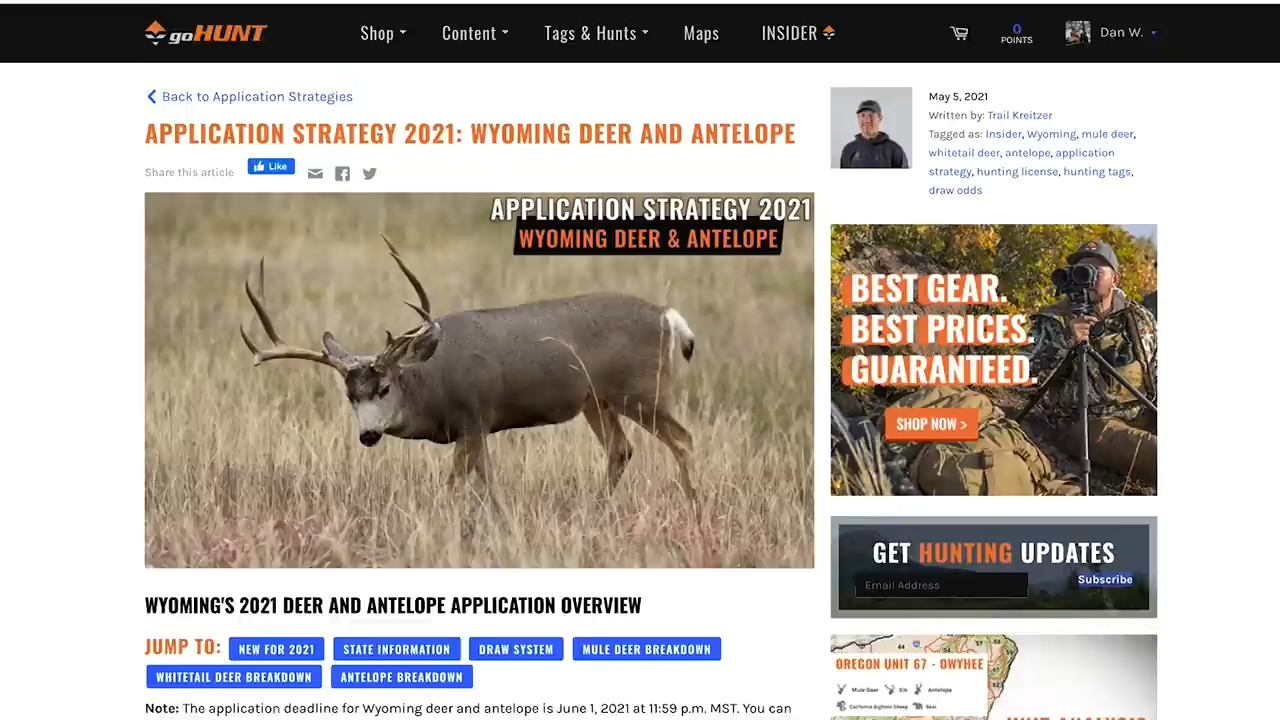 goHUNT
Shop Content Tags & Hunts Maps INSIDER
0
POINTS
Dan W.
Back to Application Strategies
APPLICATION STRATEGY 2021: WYOMING DEER AND ANTELOPE
Share this article
Like
APPLICATION STRATEGY 2021
WYOMING DEER & ANTELOPE
WYOMING'S 2021 DEER AND ANTELOPE APPLICATION OVERVIEW
JUMP TO: NEW FOR 2021 STATE INFORMATION DRAW SYSTEM MULE DEER BREAKDOWN
WHITETAIL DEER BREAKDOWN ANTELOPE BREAKDOWN
Note: The application deadline for Wyoming deer and antelope is June 1, 2021 at 11:59 p.m. MST. You can
May 5, 2021
Written by: Trail Kreitzer
Tagged as: Insider, Wyoming, mule deer,
whitetail deer, antelope, application
strategy, hunting license, hunting tags,
draw odds
BEST GEAR.
BEST PRICES.
GUARANTEED.
SHOP NOW >
GET HUNTING UPDATES
Email Address
Subscribe
OREGON UNIT 67 - OWYHEE
Mule Deer Elk Antelope
California Bighorn Sheep Bear